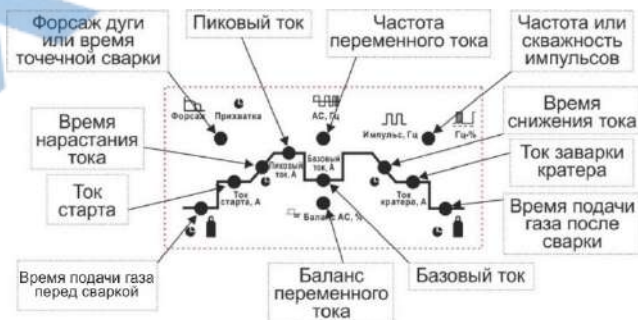 Форсаж дуги
или время
точечной сварки
Пиковый ток
Частота
переменного тока
Частота или
скважность
импульсов
Форсаж
Прихватка
AC, Гц
Импульс, Гц
Гц-%
Время
нарастания
тока
Время
снижения тока
Пиковый
ток, А
Базовый
ток, А
Ток
старта
Ток
старта, А
Ток
кратера, А
Ток заварки
кратера
Баланс AC, %
Время подачи
газа перед сваркой
Баланс
переменного
тока
Базовый ток
Время подачи
газа после
сварки